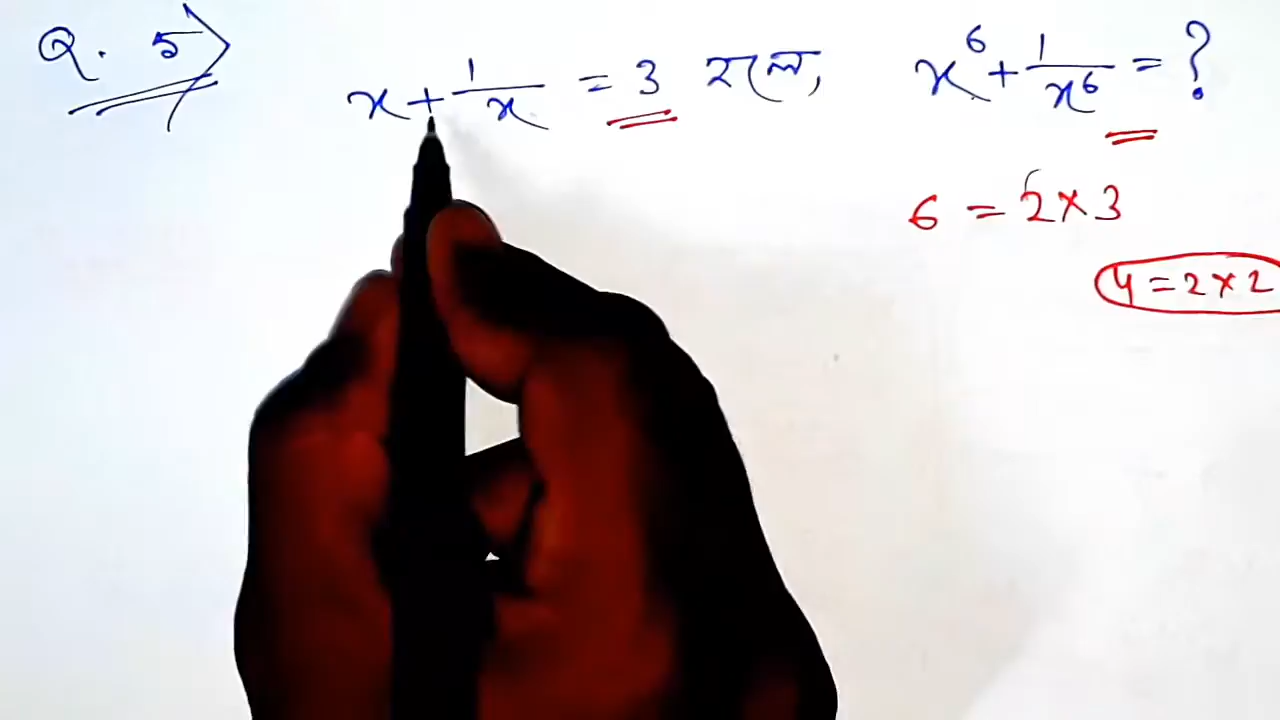 Q. 5 x + 1/x = 3 হলে, x⁶ + 1/x⁶ = ?
6 = 2 × 3
4 = 2 × 2